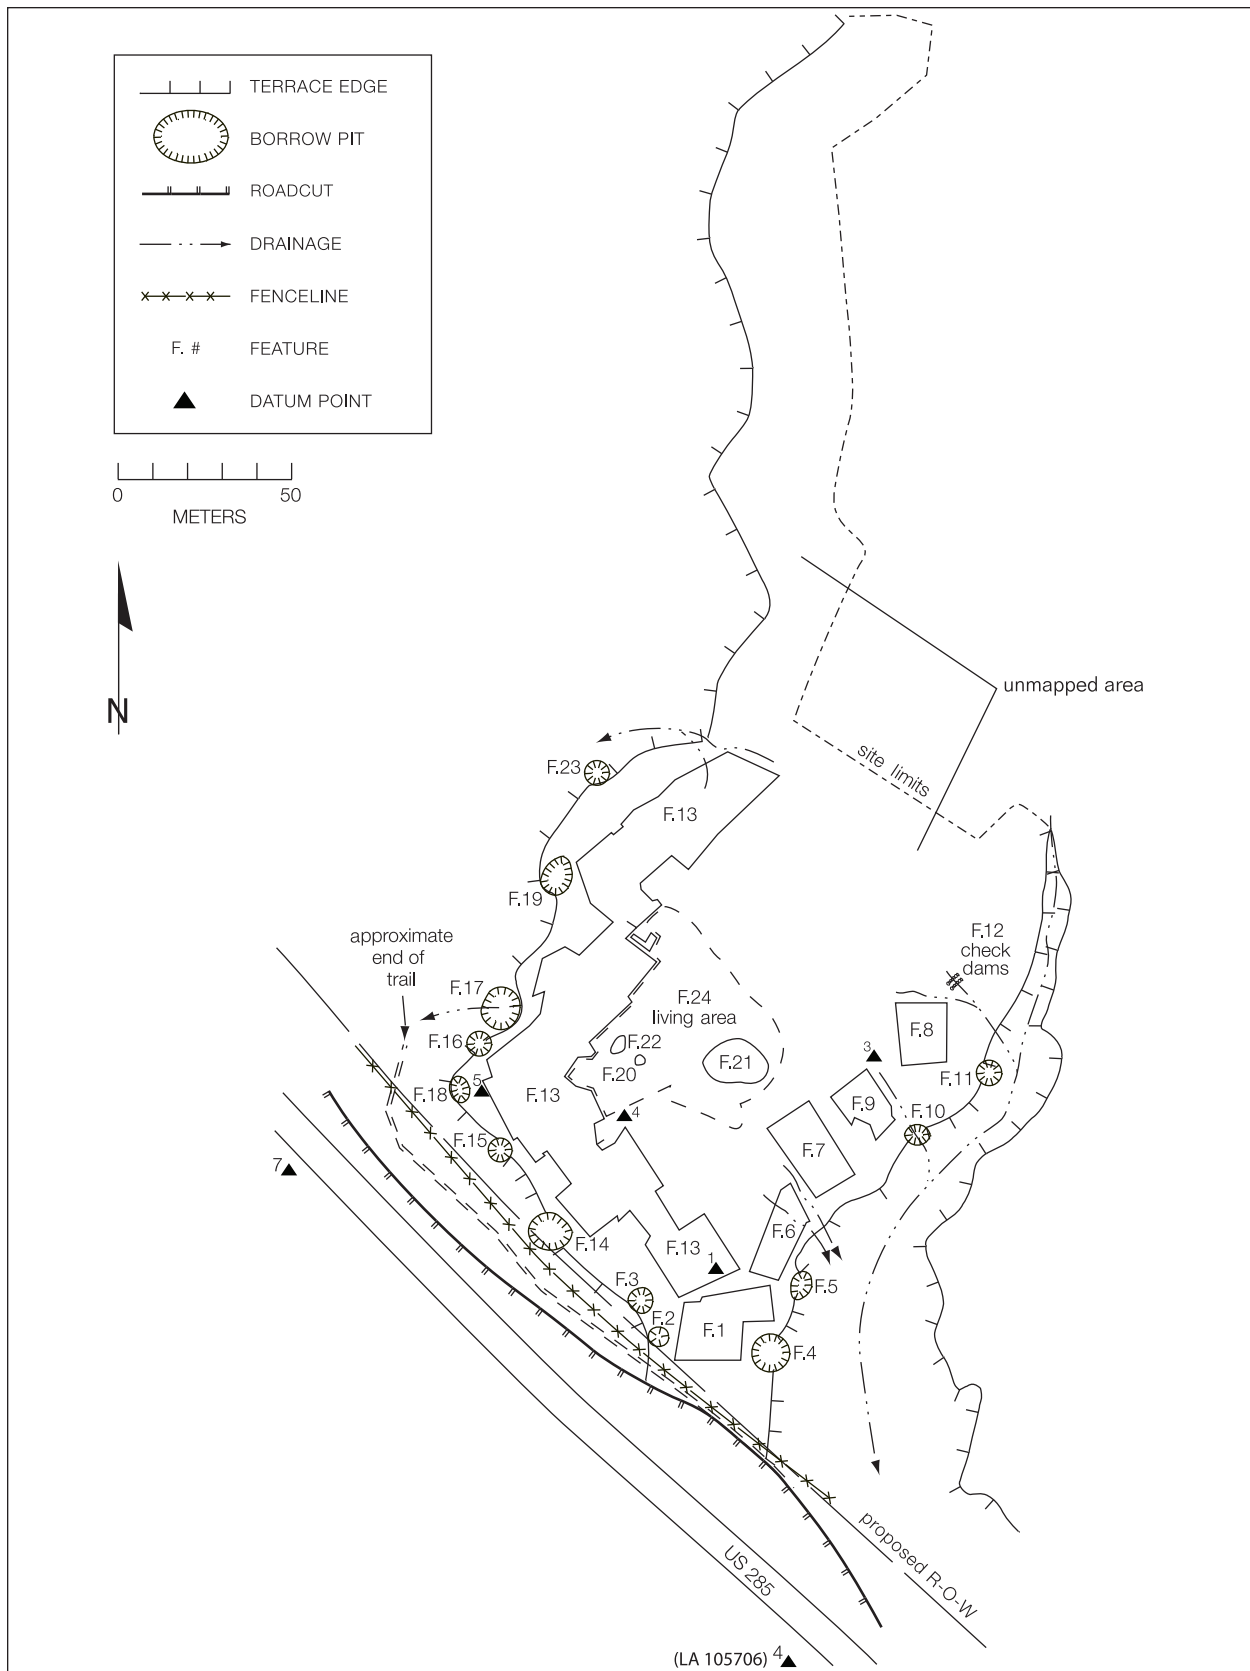 TERRACE EDGE
BORROW PIT
ROADCUT
DRAINAGE
FENCELINE
F. # FEATURE
DATUM POINT
0 50
METERS
N
unmapped area
site limits
F.23
F.13
F.19
approximate
end of
trail
F.12
check
dams
F.17
F.24
living area
F.8
F.16
F.22
3
F.20
F.21
F.11
F.18
5
F.13
F.9
4
F.10
F.15
F.7
7
F.14
F.13
1
F.6
F.3
F.5
F.2
F.1
F.4
proposed R-O-W
US 285
(LA 105706) 4